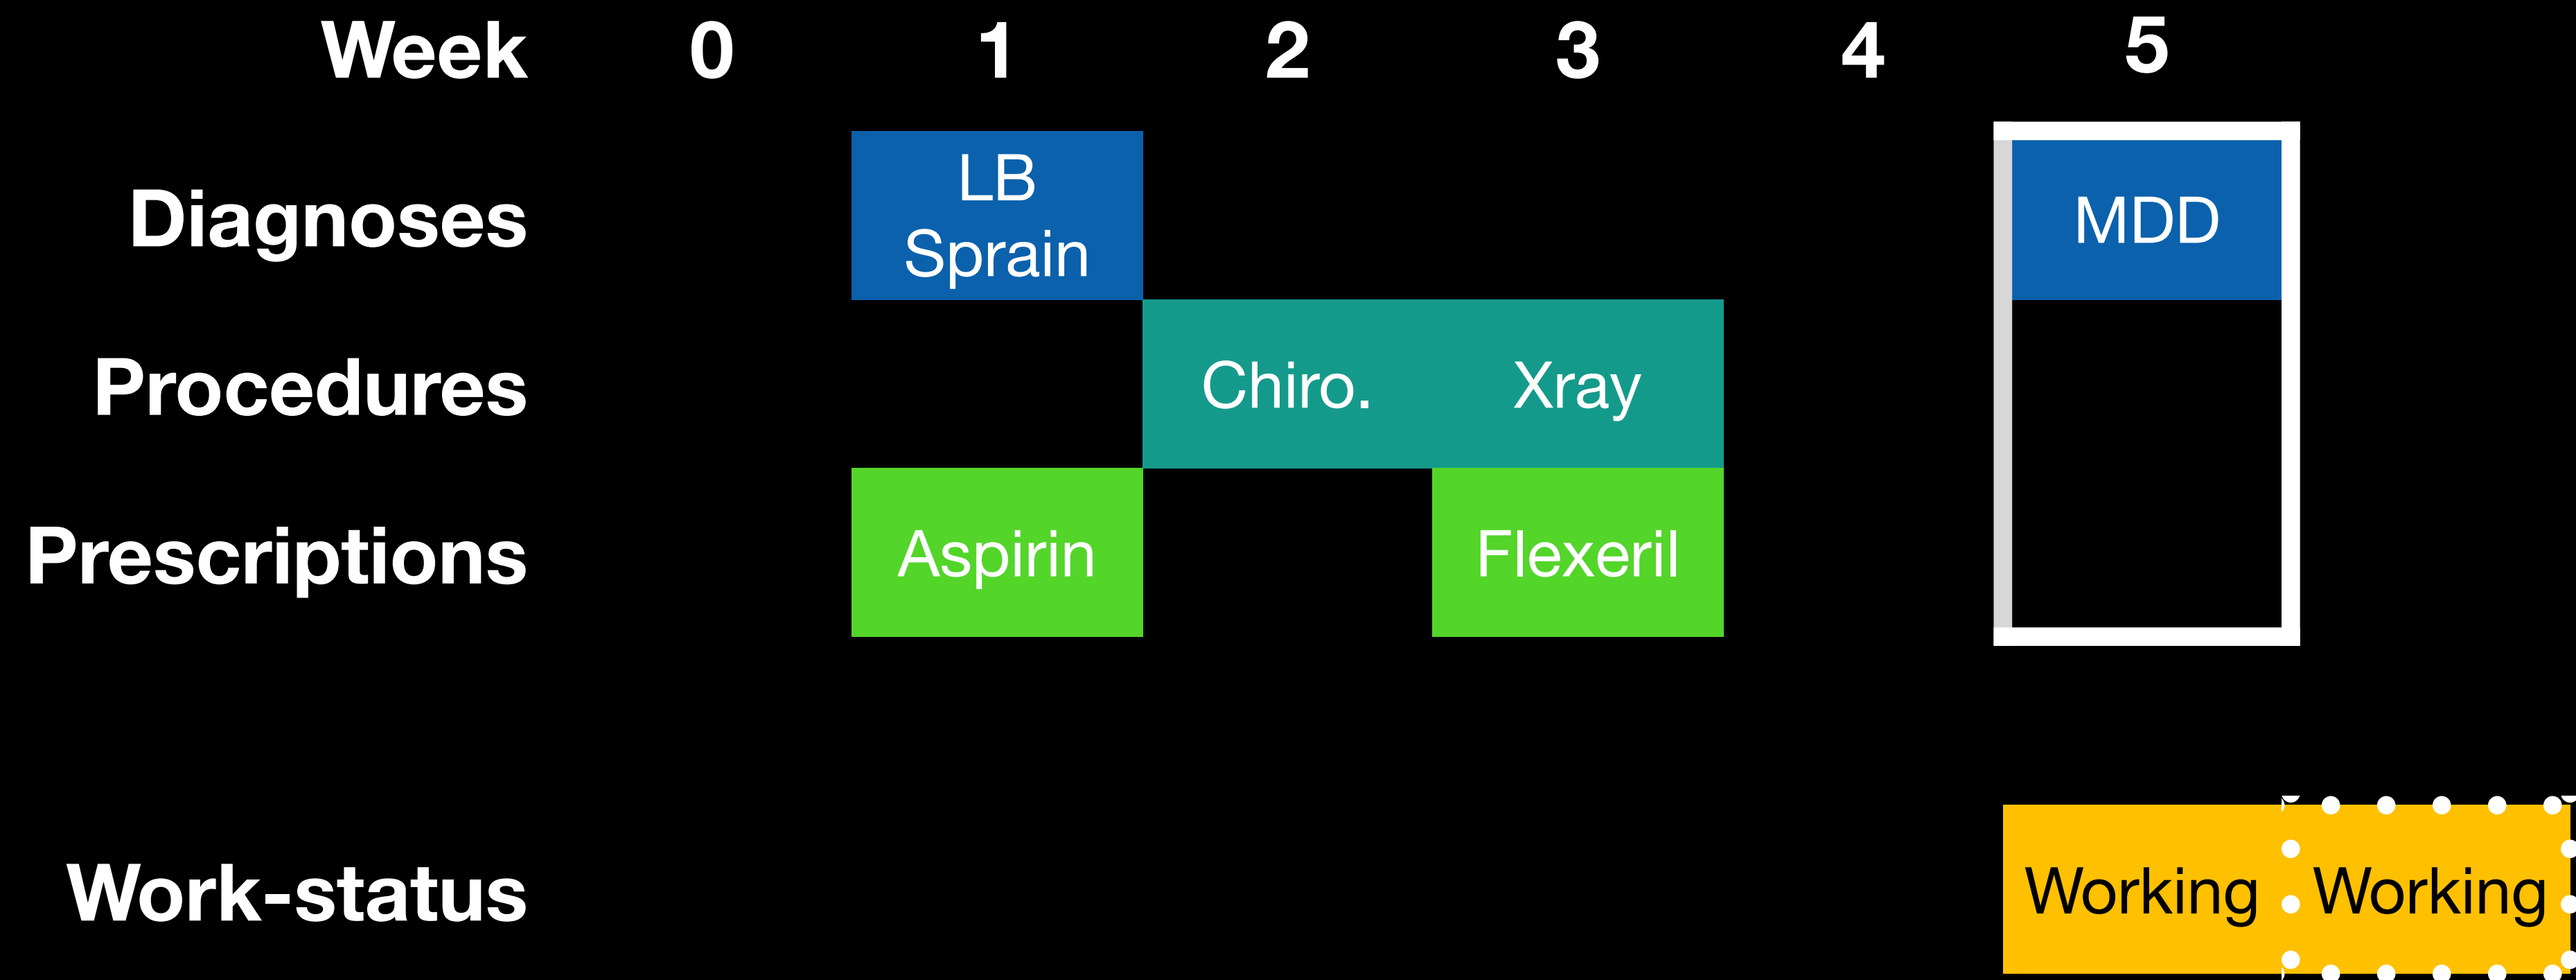 Week 0 1 2 3 4 5
Diagnoses
LB
Sprain
MDD
Procedures Chiro. Xray
Prescriptions Aspirin Flexeril
Work-status Working Working